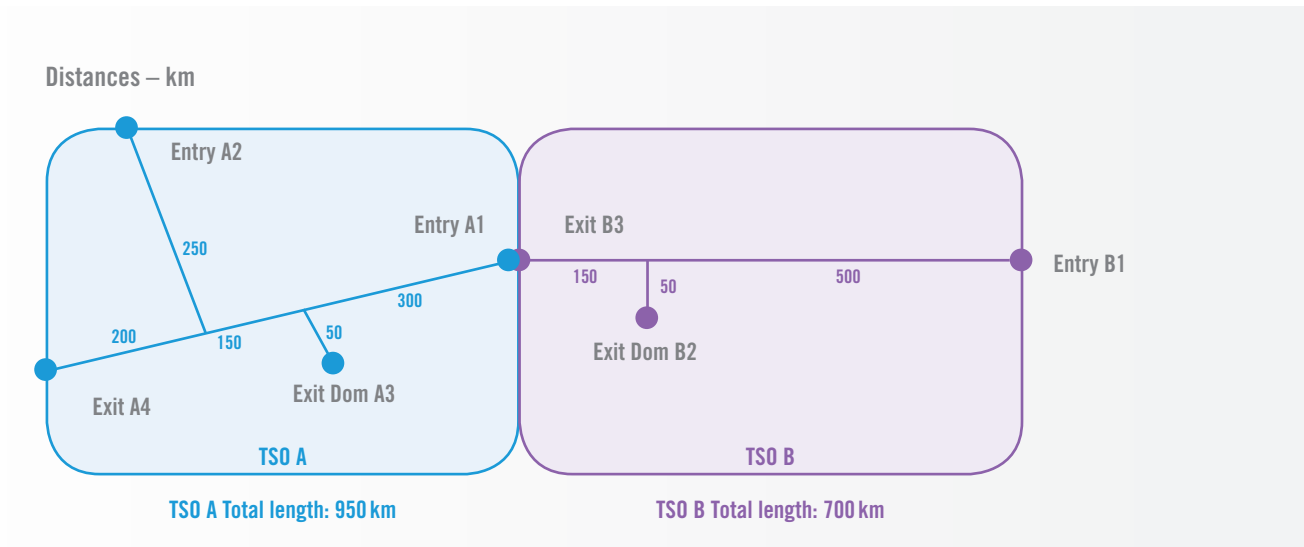 Distances – km
Entry A2
Entry A1
Exit B3
250
Entry B1
150
500
50
300
200
150
50
Exit Dom B2
Exit Dom A3
Exit A4
TSO A
TSO B
TSO A Total length: 950 km
TSO B Total length: 700 km